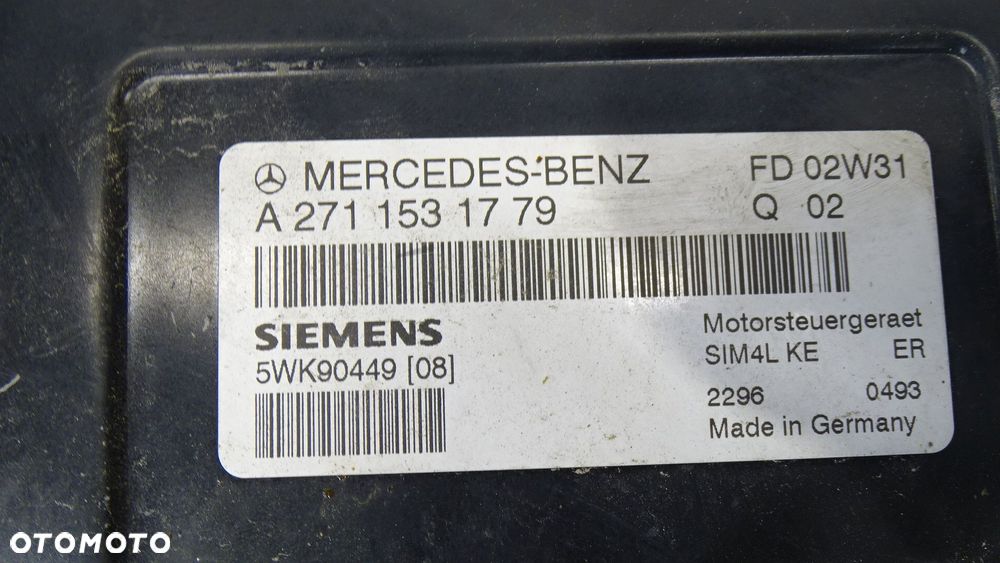 MERCEDES-BENZ FD 02W31
A 271 153 17 79 Q 02
SIEMENS Motorsteuergeraet
5WK90449 [08] SIM4L KE ER
2296 0493
Made in Germany
OTOMOTO